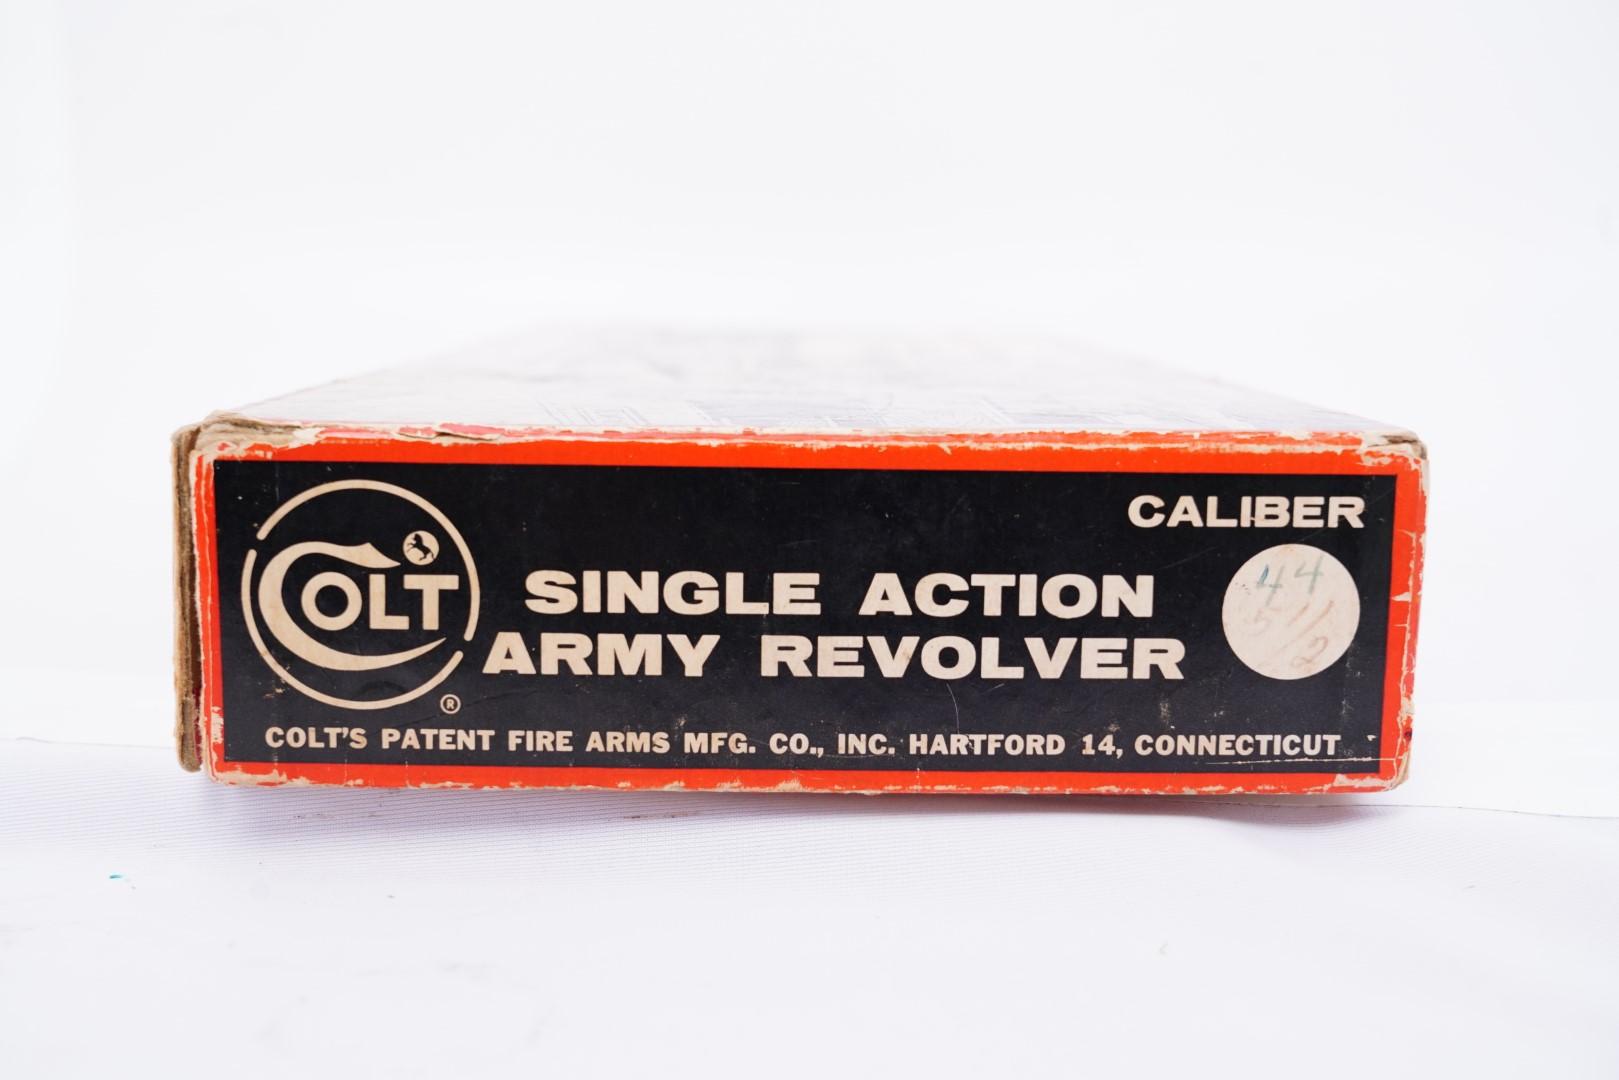 COLT
®
SINGLE ACTION
ARMY REVOLVER
CALIBER
44
5 1/2
COLT'S PATENT FIRE ARMS MFG. CO., INC. HARTFORD 14, CONNECTICUT